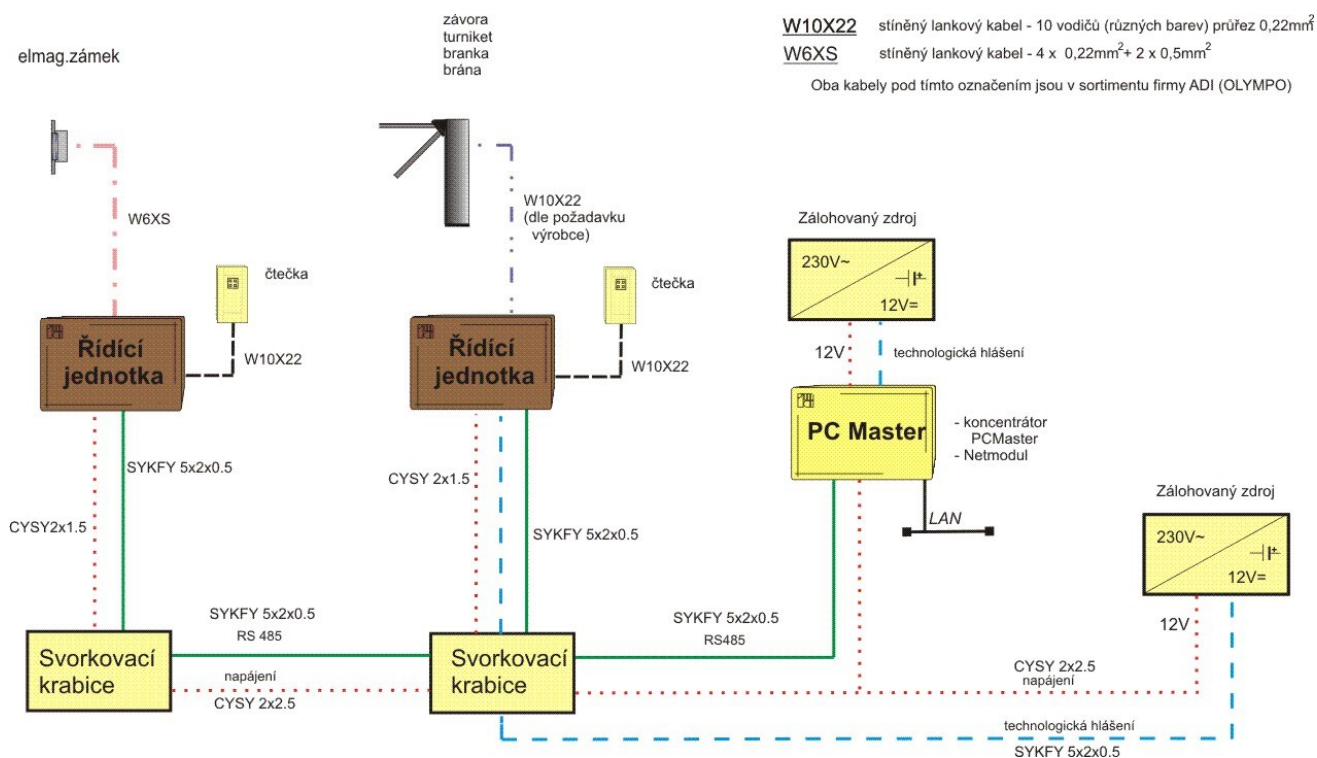 závora
turniket
branka
brána
elmag.zámek
W10X22 stíněný lankový kabel - 10 vodičů (různých barev) průřez 0,22mm²
W6XS stíněný lankový kabel - 4 x 0,22mm²+ 2 x 0,5mm²
Oba kabely pod tímto označením jsou v sortimentu firmy ADI (OLYMPO)
W6XS
W10X22
(dle požadavku
výrobce)
čtečka
čtečka
Zálohovaný zdroj
230V~
12V=
Řídící
jednotka
W10X22
Řídící
jednotka
W10X22
12V
technologická hlášení
PC Master
- koncentrátor
PCMaster
- Netmodul
LAN
SYKFY 5x2x0.5
CYSY2x1.5
CYSY 2x1.5
SYKFY 5x2x0.5
Zálohovaný zdroj
230V~
12V=
12V
SYKFY 5x2x0.5
RS 485
SYKFY 5x2x0.5
RS485
Svorkovací
krabice
napájení
CYSY 2x2.5
Svorkovací
krabice
CYSY 2x2.5
napájení
technologická hlášení
SYKFY 5x2x0.5